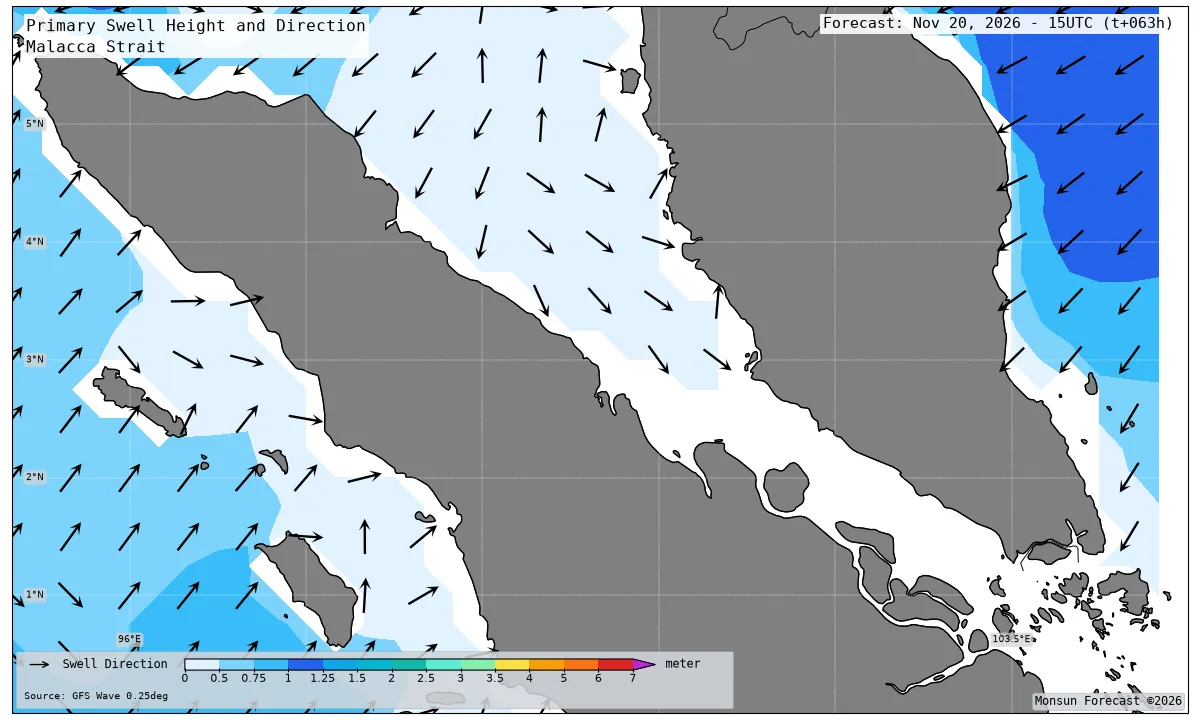 Primary Swell Height and Direction
Malacca Strait
Forecast: Nov 20, 2026 - 15UTC (t+063h)
5°N
4°N
3°N
2°N
1°N
96°E
103.5°E
Swell Direction
meter
0 0.5 0.75 1 1.25 1.5 2 2.5 3 3.5 4 5 6 7
Source: GFS Wave 0.25deg
Monsun Forecast ©2026